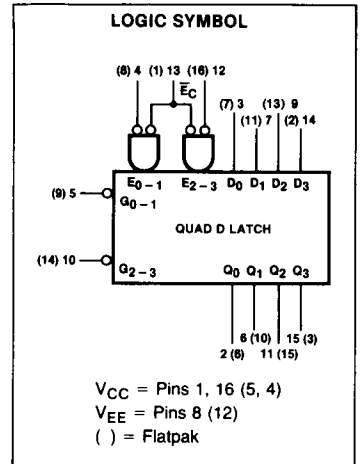 LOGIC SYMBOL
(8) 4 (1) 13 (16) 12
E̅C
(7) 3 (13) 9
(11) 7 (2) 14
E0-1 E2-3 D0 D1 D2 D3
(9) 5 G0-1
QUAD D LATCH
(14) 10 G2-3
Q0 Q1 Q2 Q3
6 (10) 15 (3)
2 (6) 11 (15)
VCC = Pins 1, 16 (5, 4)
VEE = Pins 8 (12)
( ) = Flatpak